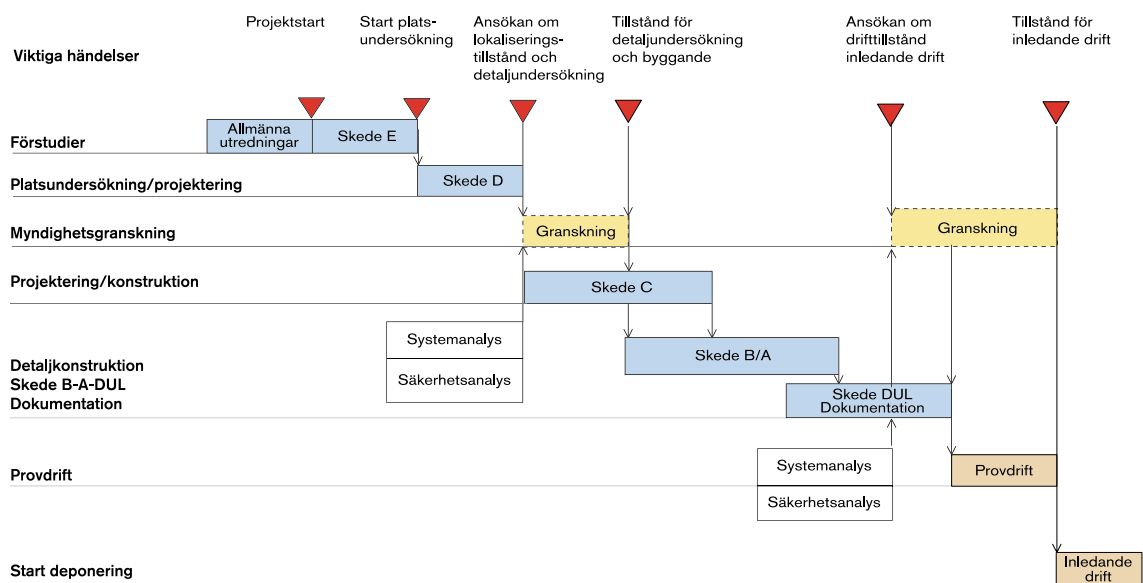 Projektstart
Start plats-
undersökning
Ansökan om
lokaliserings-
tillstånd och
detaljundersökning
Tillstånd för
detaljundersökning
och byggande
Ansökan om
drifttillstånd
inledande drift
Tillstånd för
inledande drift
Viktiga händelser
Förstudier
Allmänna
utredningar
Skede E
Platsundersökning/projektering
Skede D
Myndighetsgranskning
Granskning
Granskning
Projektering/konstruktion
Skede C
Systemanalys
Säkerhetsanalys
Detaljkonstruktion
Skede B-A-DUL
Dokumentation
Skede B/A
Skede DUL
Dokumentation
Provdrift
Systemanalys
Säkerhetsanalys
Provdrift
Start deponering
Inledande
drift